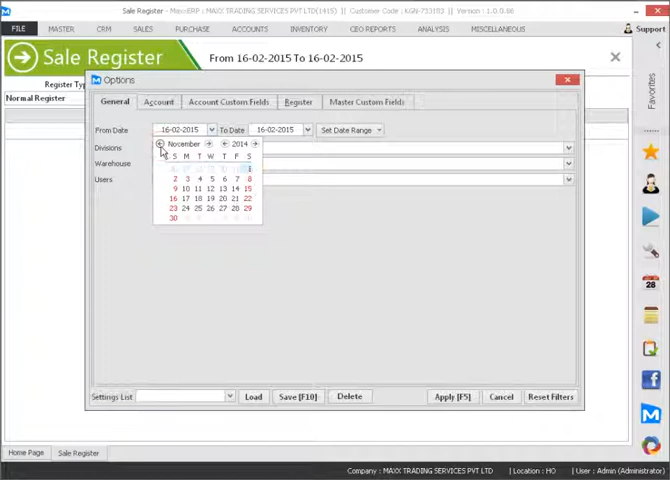 Sale Register - MaxxERP : MAXX TRADING SERVICES PVT LTD(1415) || Customer Code : KGN-733103 || Version : 1.0.0.86
FILE MASTER CRM SALES PURCHASE ACCOUNTS INVENTORY CEO REPORTS ANALYSIS MISCELLANEOUS Support
Sale Register From 16-02-2015 To 16-02-2015
Register Typ
Normal Register
Favorites
Options
General Account Account Custom Fields Register Master Custom Fields
From Date 16-02-2015 To Date 16-02-2015 Set Date Range
Divisions
Warehouse
Users
November 2014
S M T W T F S
1
2 3 4 5 6 7 8
9 10 11 12 13 14 15
16 17 18 19 20 21 22
23 24 25 26 27 28 29
30
28
Settings List Load Save [F10] Delete Apply [F5] Cancel Reset Filters
Home Page Sale Register
Company : MAXX TRADING SERVICES PVT LTD | Location : HO | User : Admin (Administrator)